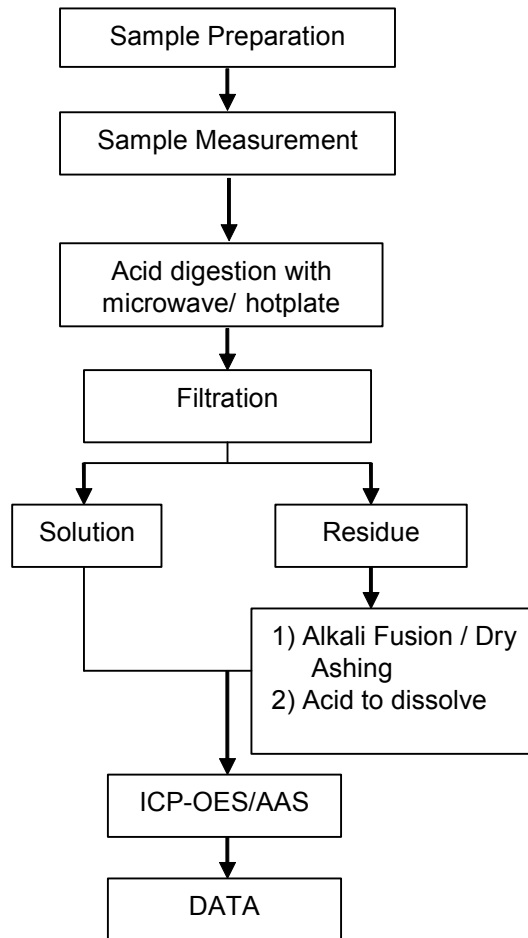 Sample Preparation
Sample Measurement
Acid digestion with
microwave/ hotplate
Filtration
Solution
Residue
1) Alkali Fusion / Dry
Ashing
2) Acid to dissolve
ICP-OES/AAS
DATA